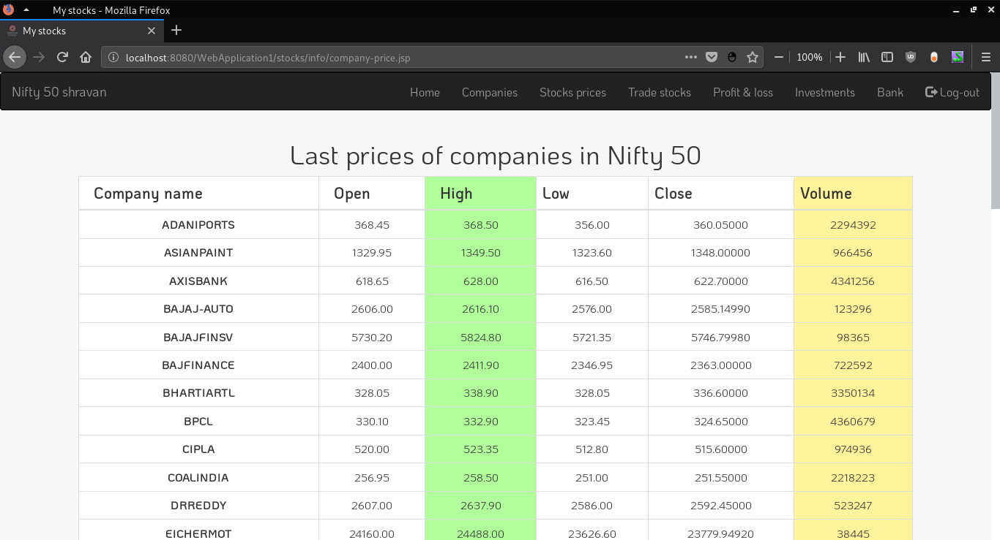 My stocks - Mozilla Firefox
My stocks
localhost:8080/WebApplication1/stocks/info/company-price.jsp 100%
Nifty 50 shravan Home Companies Stocks prices Trade stocks Profit & loss Investments Bank Log-out
Last prices of companies in Nifty 50
Company name Open High Low Close Volume
ADANIPORTS 368.45 368.50 356.00 360.05000 2294392
ASIANPAINT 1329.95 1349.50 1323.60 1348.00000 966456
AXISBANK 618.65 628.00 616.50 622.70000 4341256
BAJAJ-AUTO 2606.00 2616.10 2576.00 2585.14990 123296
BAJAJFINSV 5730.20 5824.80 5721.35 5746.79980 98365
BAJFINANCE 2400.00 2411.90 2346.95 2363.00000 722592
BHARTIARTL 328.05 338.90 328.05 336.60000 3350134
BPCL 330.10 332.90 323.45 324.65000 4360679
CIPLA 520.00 523.35 512.80 515.60000 974936
COALINDIA 256.95 258.50 251.00 251.55000 2218223
DRREDDY 2607.00 2637.90 2586.00 2592.45000 523247
EICHERMOT 24160.00 24488.00 23626.60 23779.94920 38445